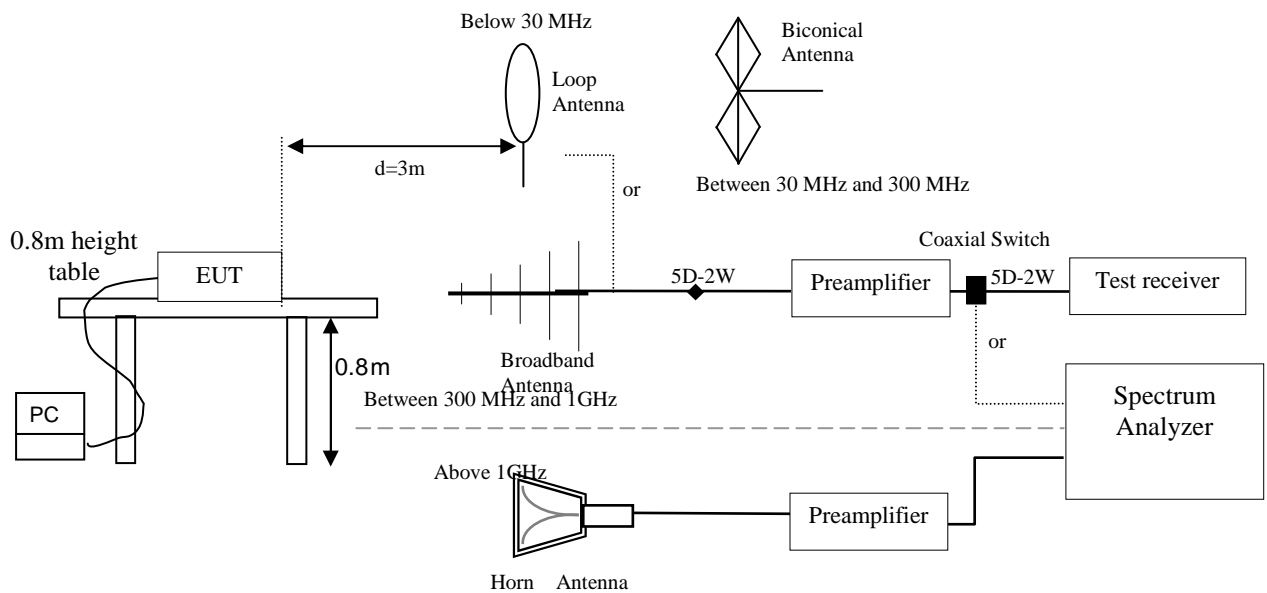 Below 30 MHz
Loop
Antenna
Biconical
Antenna
d=3m
or
Between 30 MHz and 300 MHz
0.8m height
table
EUT
Coaxial Switch
5D-2W
Preamplifier
5D-2W
Test receiver
or
0.8m
Broadband
Antenna
Between 300 MHz and 1GHz
PC
Spectrum
Analyzer
Above 1GHz
Preamplifier
Horn Antenna